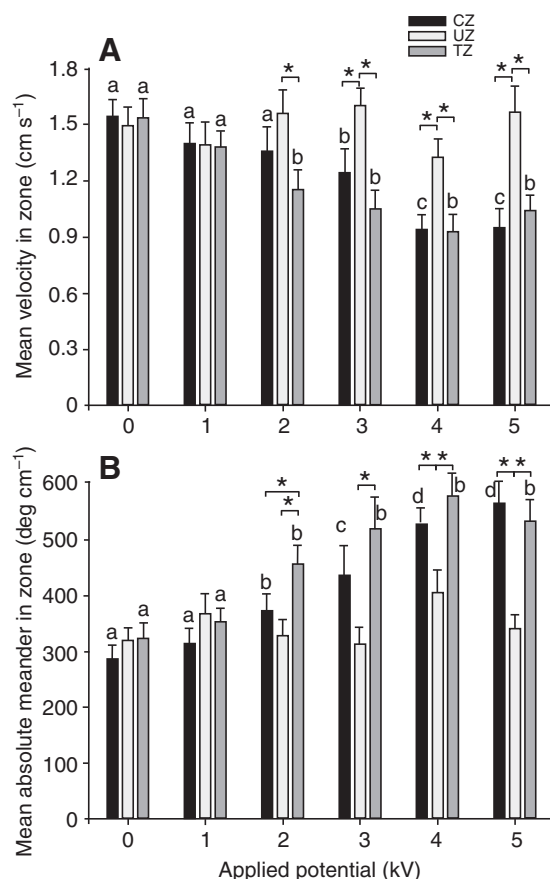 CZ
UZ
TZ
A
Mean velocity in zone (cm s⁻¹)
1.8
1.5
1.2
0.9
0.6
0.3
0
a a
a a
* a b
* * b b
* * c c
* * c b
0 1 2 3 4 5
B
Mean absolute meander in zone (deg cm⁻¹)
600
500
400
300
200
100
0
a a
a a
* * b b
* c b
* * d b
* * d b
0 1 2 3 4 5
Applied potential (kV)